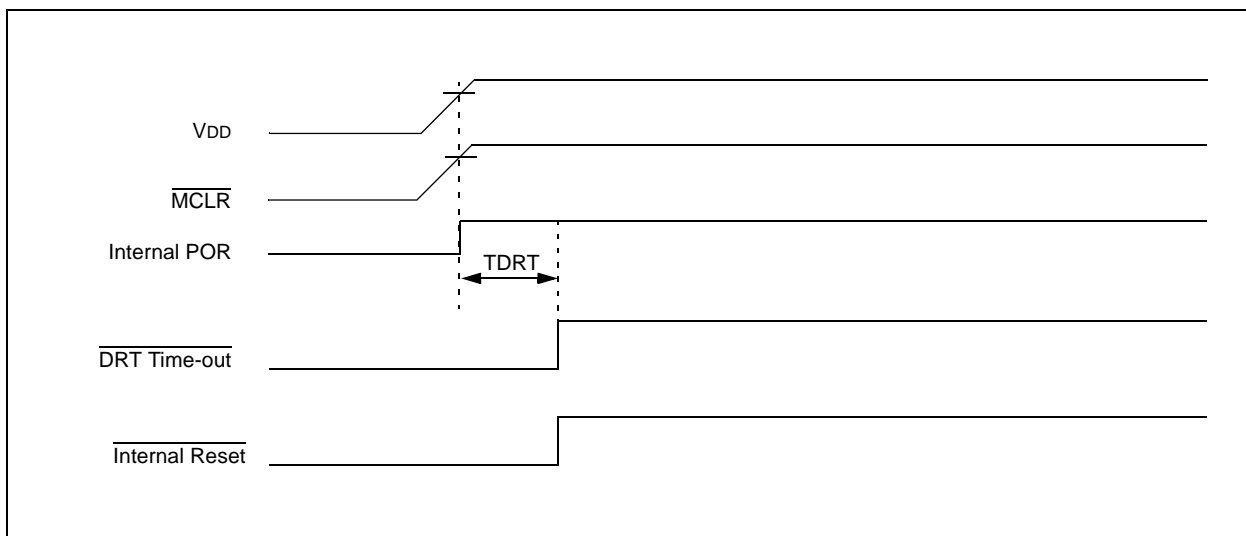 VDD
MCLR
Internal POR
TDRT
DRT Time-out
Internal Reset